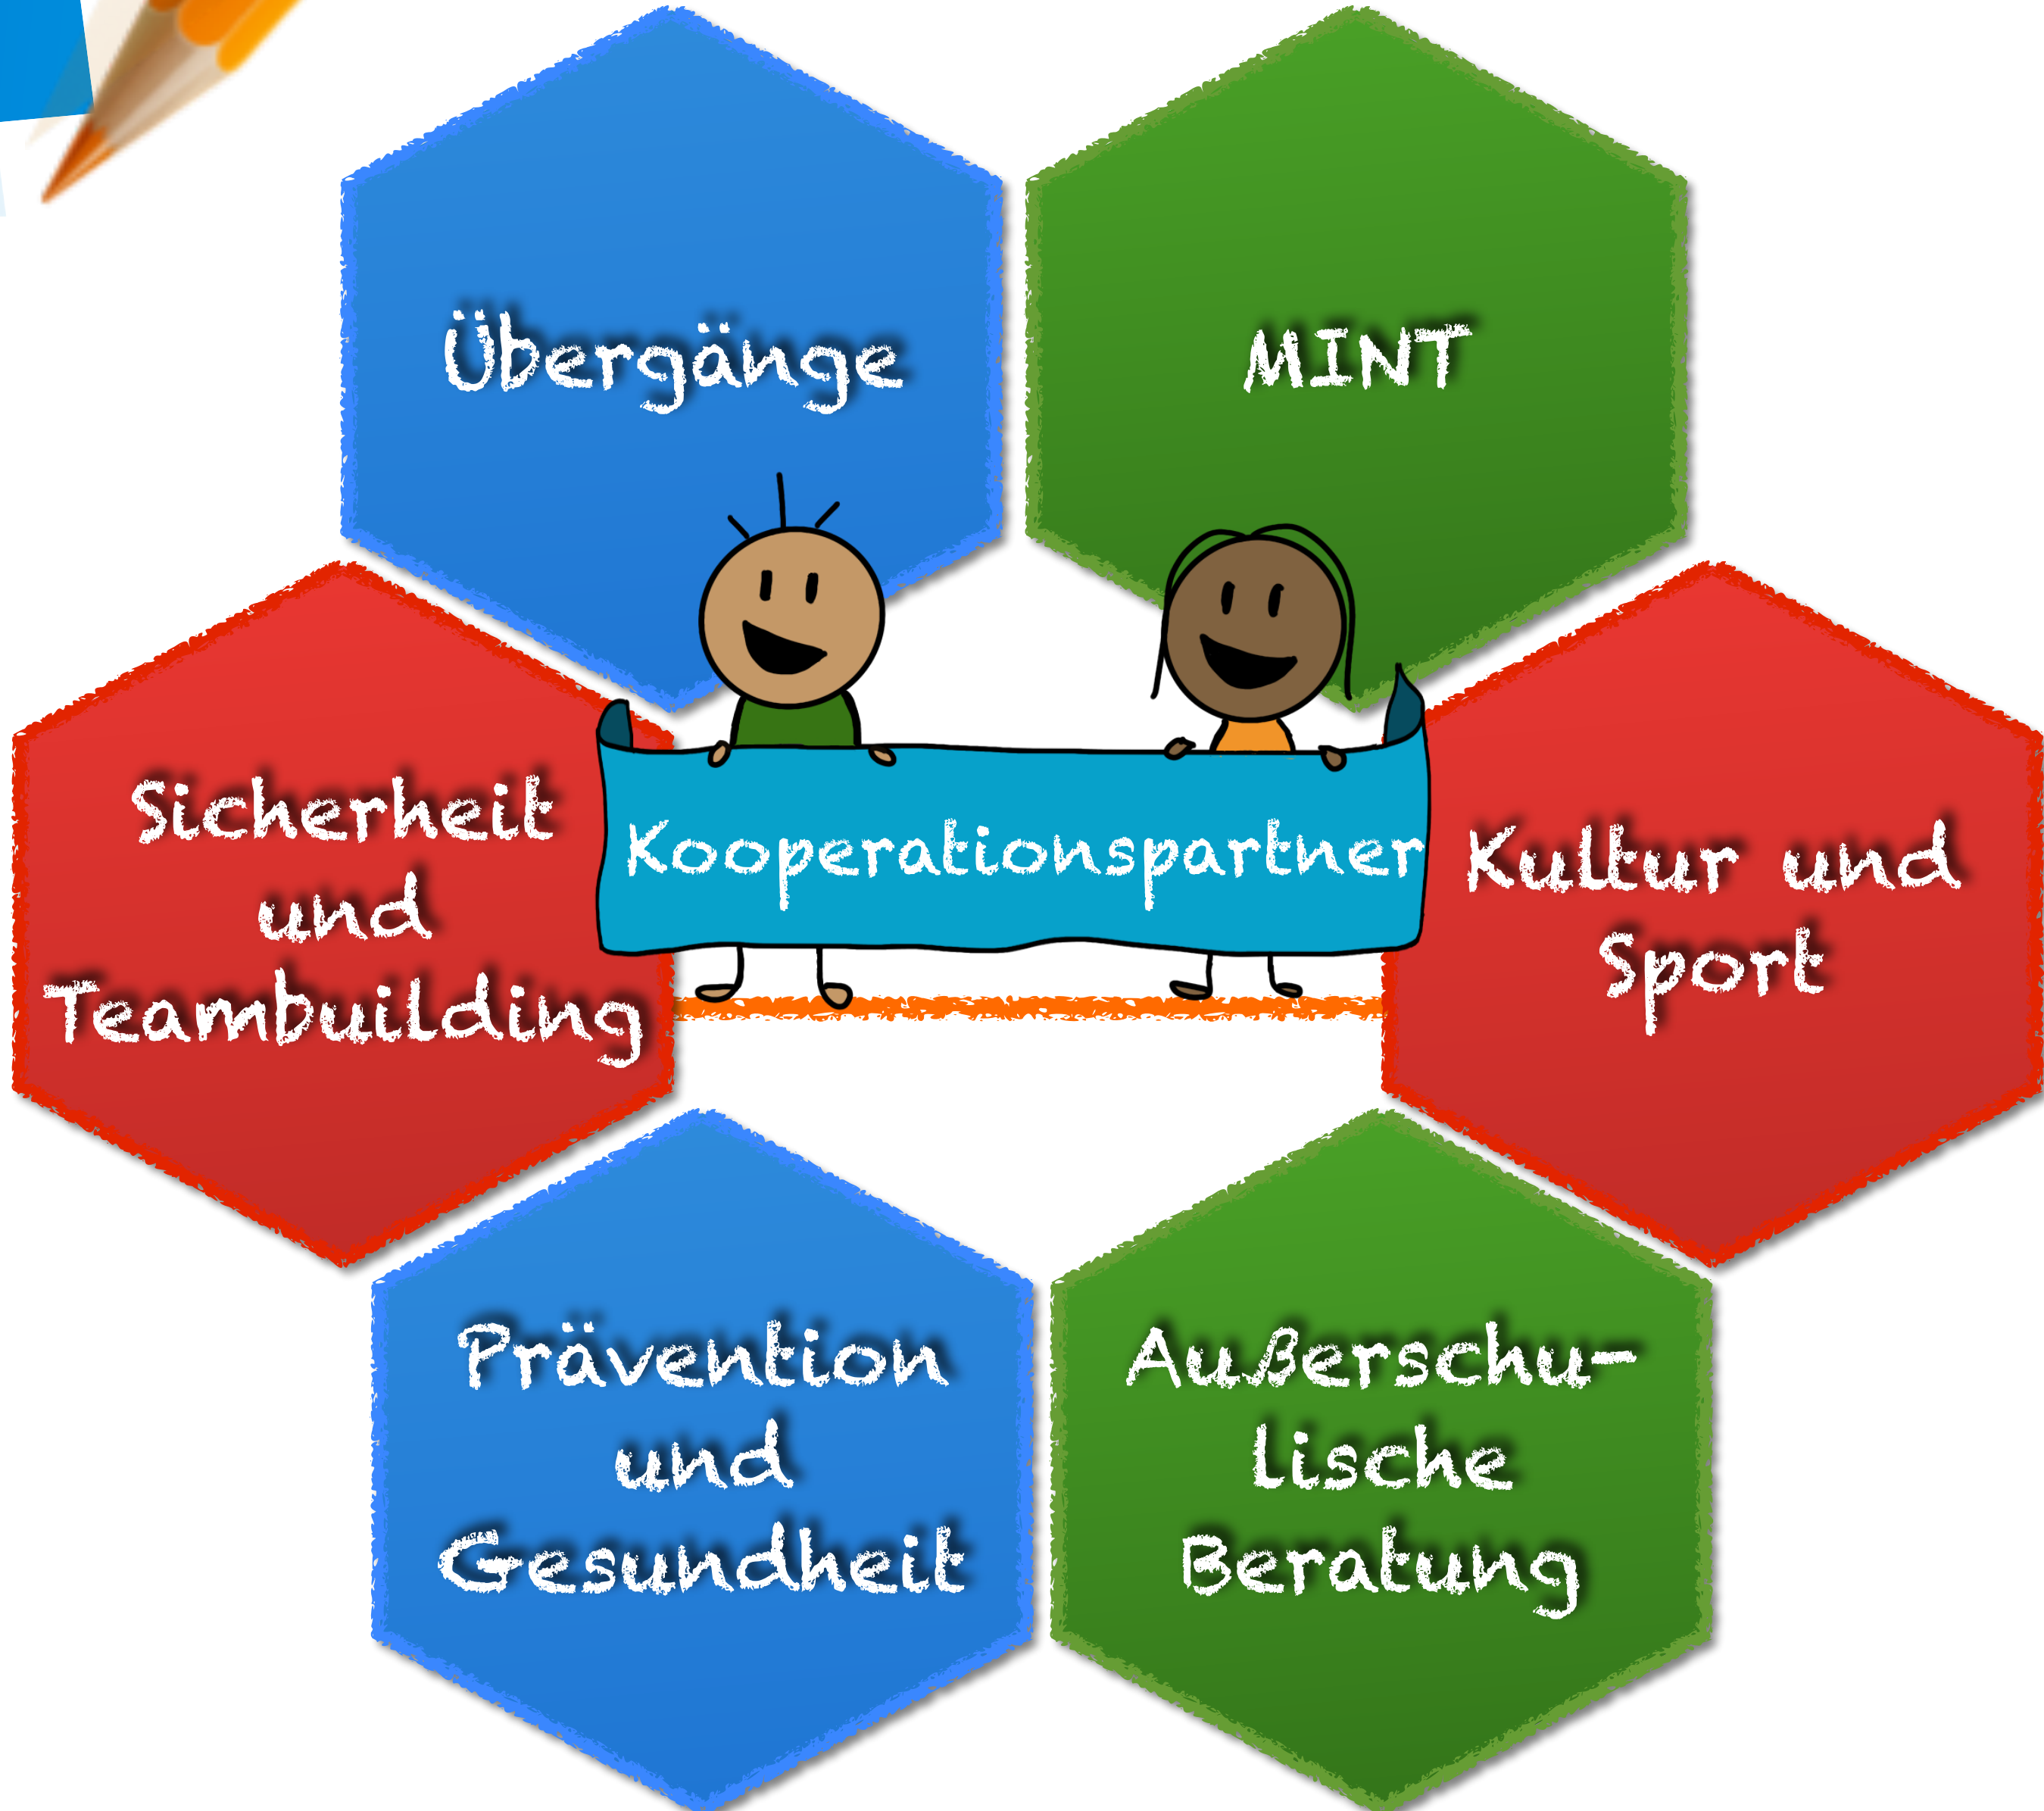 Übergänge
MINT
Sicherheit
und
Teambuilding
Kooperationspartner
Kultur und
Sport
Prävention
und
Gesundheit
Außerschu-
lische
Beratung